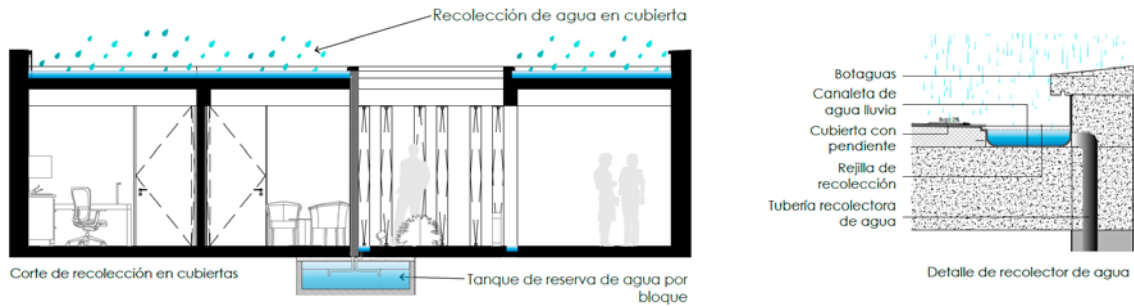 Recolección de agua en cubierta
Corte de recolección en cubiertas
Tanque de reserva de agua por
bloque
Botaguas
Canaleta de
agua lluvia
Cubierta con
pendiente
Rejilla de
recolección
Tubería recolectora
de agua
Detalle de recolector de agua